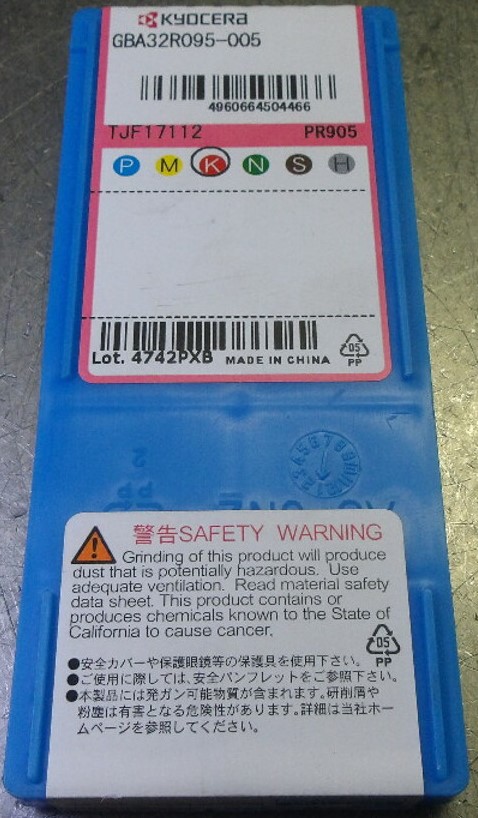 KYOCERA
GBA32R095-005
4960664504466
TJF17112 PR905
P M K N S H
Lot. 4742PXB MADE IN CHINA
05
PP
警告SAFETY WARNING
Grinding of this product will produce
dust that is potentially hazardous. Use
adequate ventilation. Read material safety
data sheet. This product contains or
produces chemicals known to the State of
California to cause cancer.
05
PP
●安全カバーや保護眼鏡等の保護具を使用下さい。
●ご使用に際しては、安全パンフレットをご参照下さい。
●本製品には発ガン可能物質が含まれます。研削屑や
粉塵は有害となる危険性があります。詳細は当社ホー
ムページを参照してください。